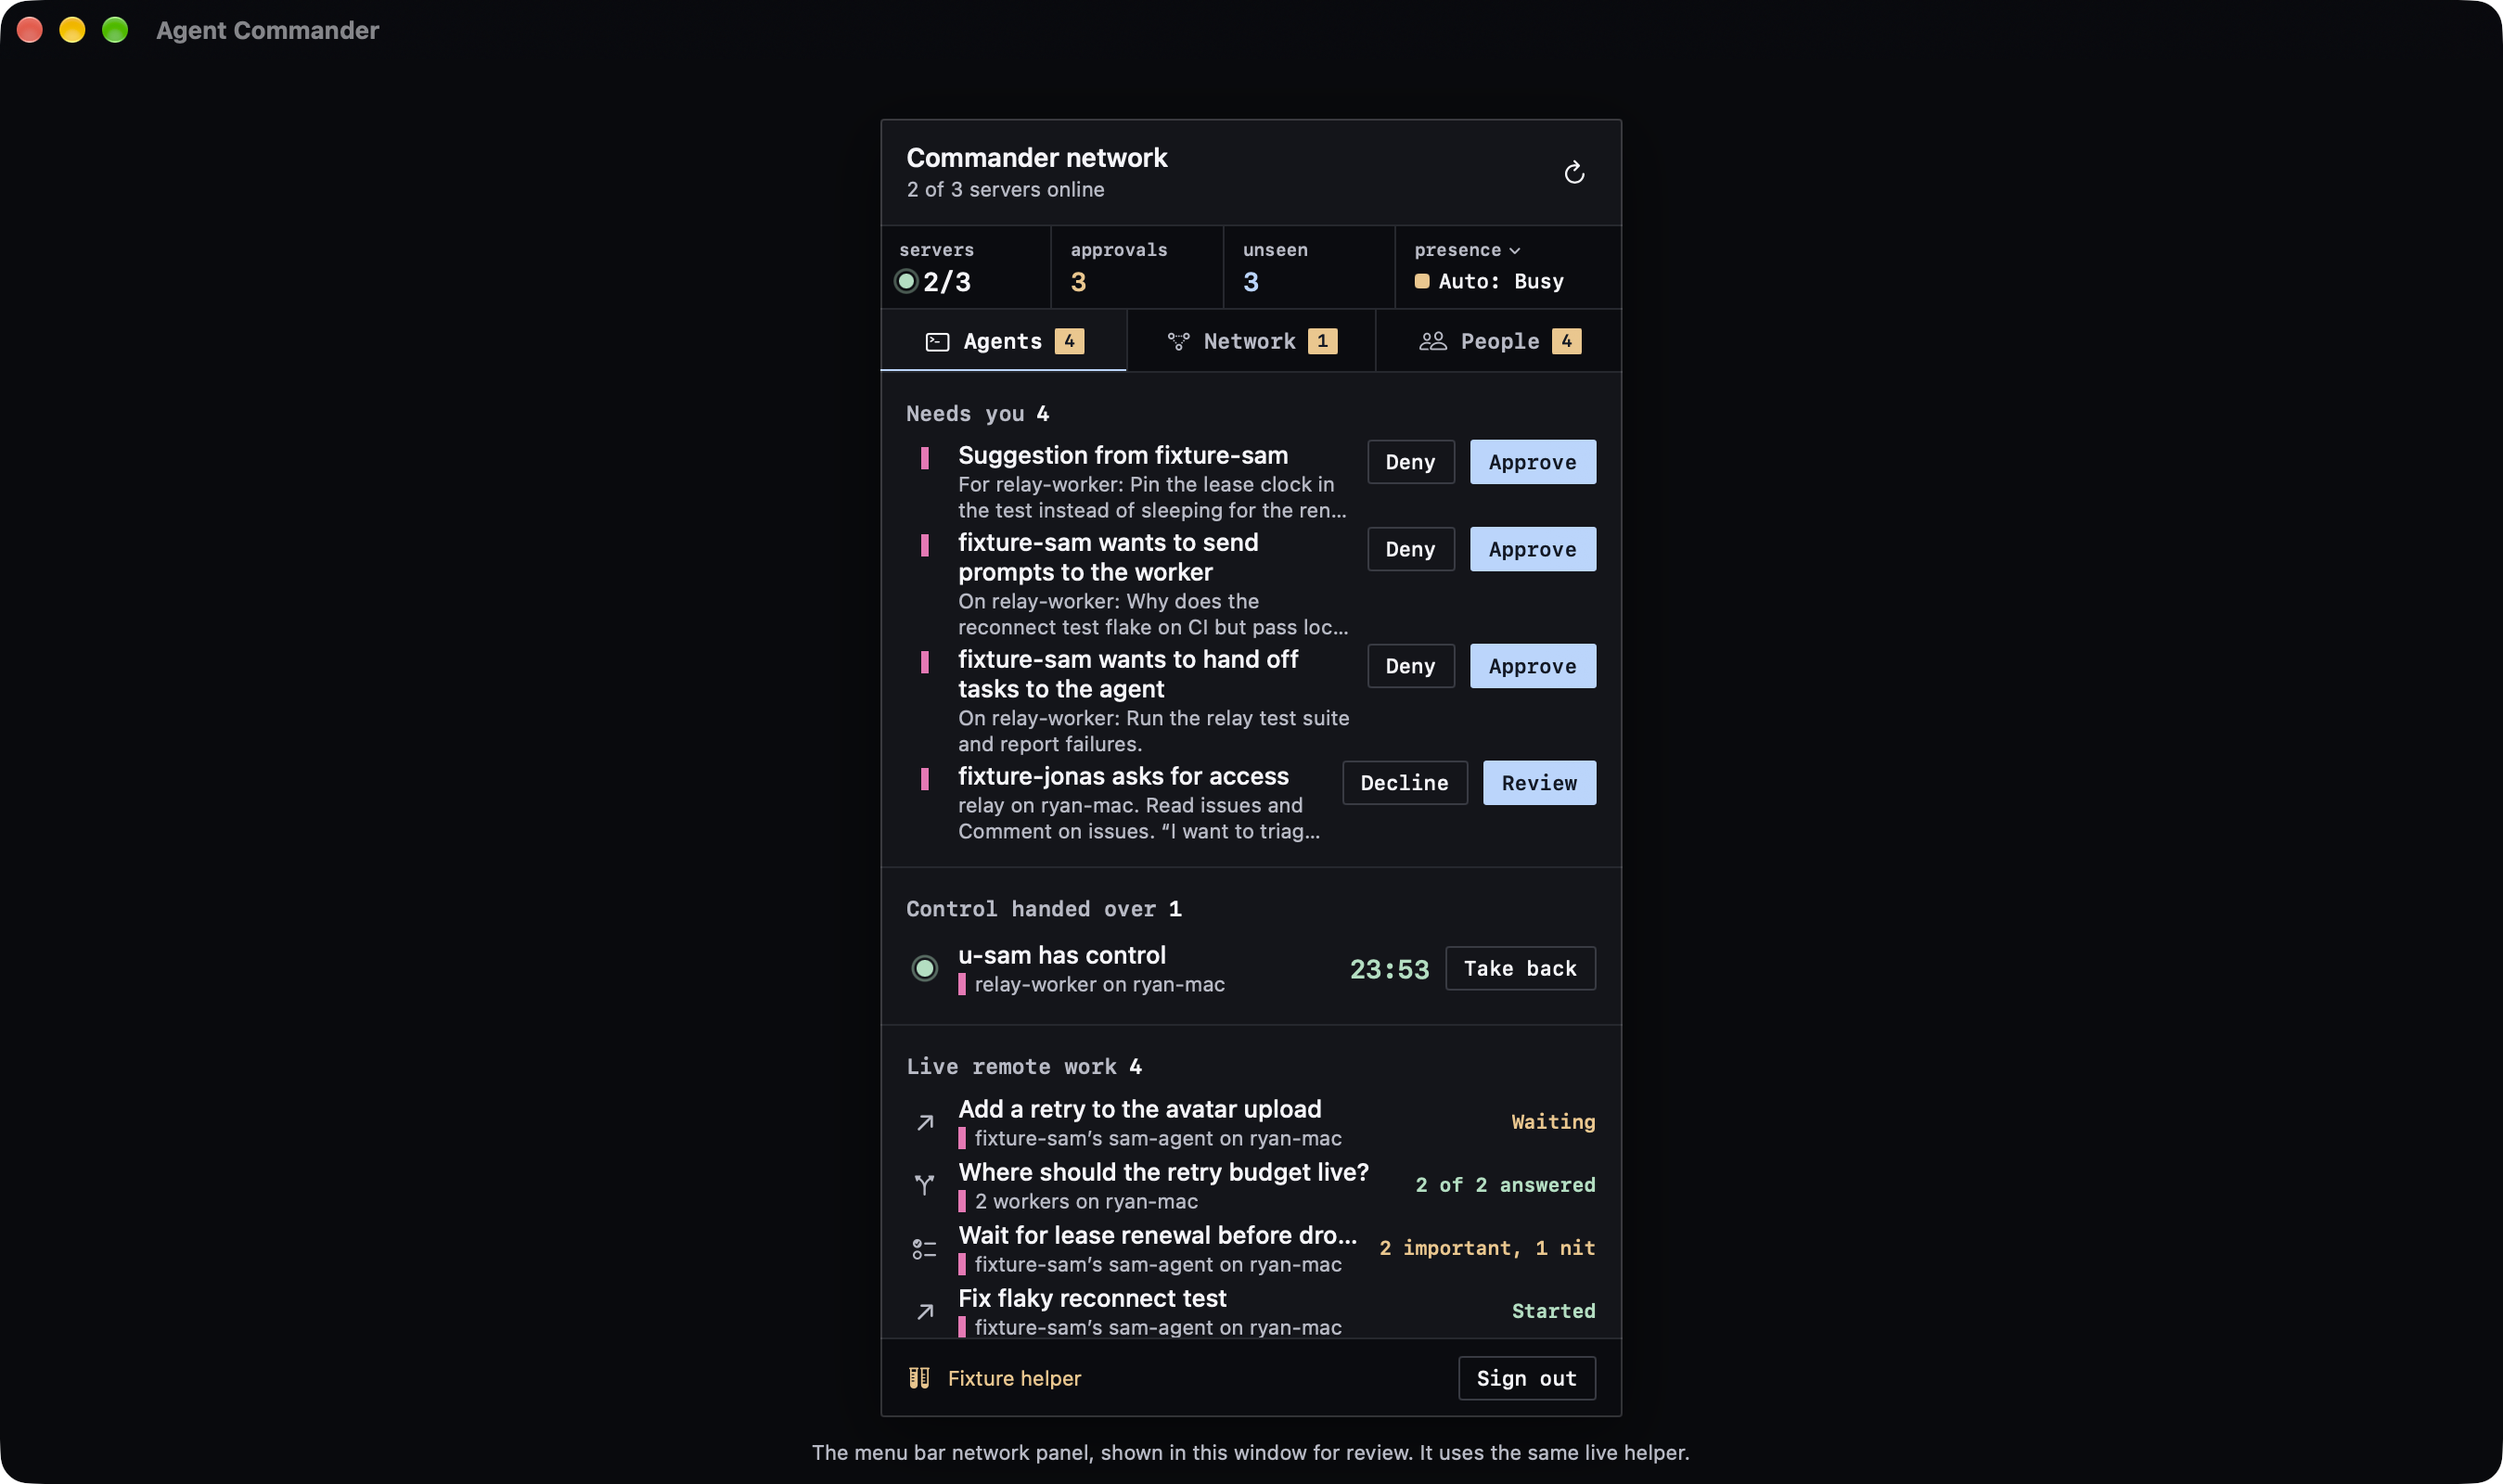 Agent Commander
Commander network
2 of 3 servers online
servers
2/3
approvals
3
unseen
3
presence
Auto: Busy
Agents 4
Network 1
People 4
Needs you 4
Suggestion from fixture-sam
For relay-worker: Pin the lease clock in
the test instead of sleeping for the ren...
Deny
Approve
fixture-sam wants to send
prompts to the worker
On relay-worker: Why does the
reconnect test flake on CI but pass loc...
Deny
Approve
fixture-sam wants to hand off
tasks to the agent
On relay-worker: Run the relay test suite
and report failures.
Deny
Approve
fixture-jonas asks for access
relay on ryan-mac. Read issues and
Comment on issues. “I want to triag...
Decline
Review
Control handed over 1
u-sam has control
relay-worker on ryan-mac
23:53
Take back
Live remote work 4
Add a retry to the avatar upload
fixture-sam’s sam-agent on ryan-mac
Waiting
Where should the retry budget live?
2 workers on ryan-mac
2 of 2 answered
Wait for lease renewal before dro...
fixture-sam’s sam-agent on ryan-mac
2 important, 1 nit
Fix flaky reconnect test
fixture-sam’s sam-agent on ryan-mac
Started
Fixture helper
Sign out
The menu bar network panel, shown in this window for review. It uses the same live helper.